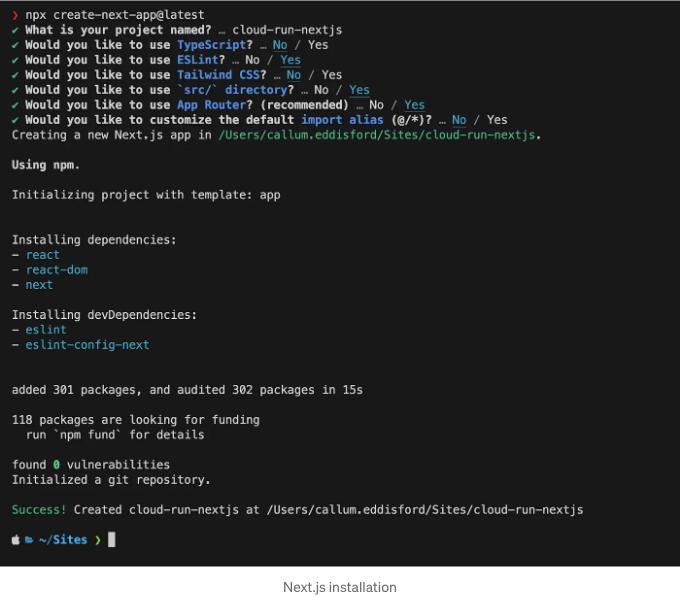 ❯ npx create-next-app@latest
✔ What is your project named? … cloud-run-nextjs
✔ Would you like to use TypeScript? … No / Yes
✔ Would you like to use ESLint? … No / Yes
✔ Would you like to use Tailwind CSS? … No / Yes
✔ Would you like to use `src/` directory? … No / Yes
✔ Would you like to use App Router? (recommended) … No / Yes
✔ Would you like to customize the default import alias (@/*)? … No / Yes
Creating a new Next.js app in /Users/callum.eddisford/Sites/cloud-run-nextjs.
Using npm.
Initializing project with template: app
Installing dependencies:
- react
- react-dom
- next
Installing devDependencies:
- eslint
- eslint-config-next
added 301 packages, and audited 302 packages in 15s
118 packages are looking for funding
run `npm fund` for details
found 0 vulnerabilities
Initialized a git repository.
Success! Created cloud-run-nextjs at /Users/callum.eddisford/Sites/cloud-run-nextjs
~/Sites ❯
Next.js installation